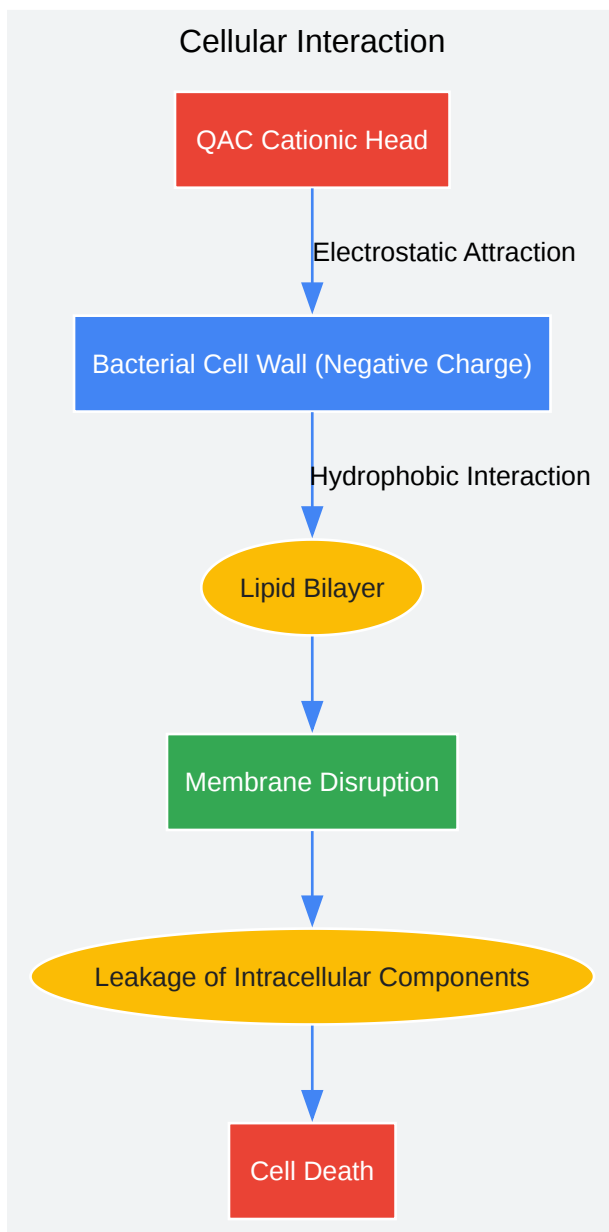 Cellular Interaction
QAC Cationic Head
Electrostatic Attraction
Bacterial Cell Wall (Negative Charge)
Hydrophobic Interaction
Lipid Bilayer
Membrane Disruption
Leakage of Intracellular Components
Cell Death